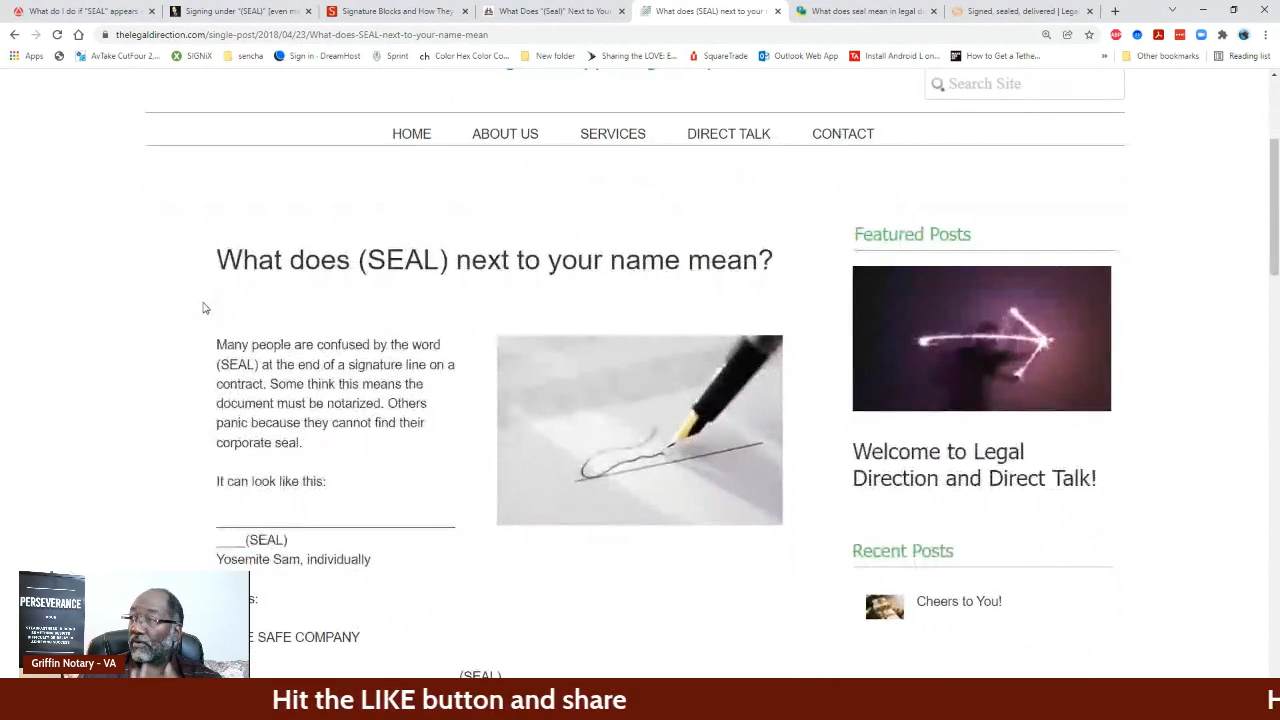 What do I do if "SEAL" appears
Signing under "(SEAL)" [even m
Signature Blocks and How They
What Does "(Seal)" Next to Your
What does (SEAL) next to your n
What does seal mean in legal d
Signed, sealed, delivered | Lega
thelegaldirection.com/single-post/2018/04/23/What-does-SEAL-next-to-your-name-mean
Apps
AvTake CutFour 2...
SIGNiX
sendha
Sign in - DreamHost
Scroll To Top
Color Hex Color Co...
New folder
Sharing the LOVE: E...
SquareTrade
Outlook Web App
Install Android L on...
How to Get a Tethe...
Other bookmarks
Reading list
Search Site
HOME ABOUT US SERVICES DIRECT TALK CONTACT
What does (SEAL) next to your name mean?
Many people are confused by the word
(SEAL) at the end of a signature line on a
contract. Some think this means the
document must be notarized. Others
panic because they cannot find their
corporate seal.
It can look like this:
____(SEAL)
Yosemite Sam, individually
s:
E SAFE COMPANY
(SEAL)
Featured Posts
Welcome to Legal
Direction and Direct Talk!
Recent Posts
Cheers to You!
PERSEVERANCE
Griffin Notary - VA
Hit the LIKE button and share
H